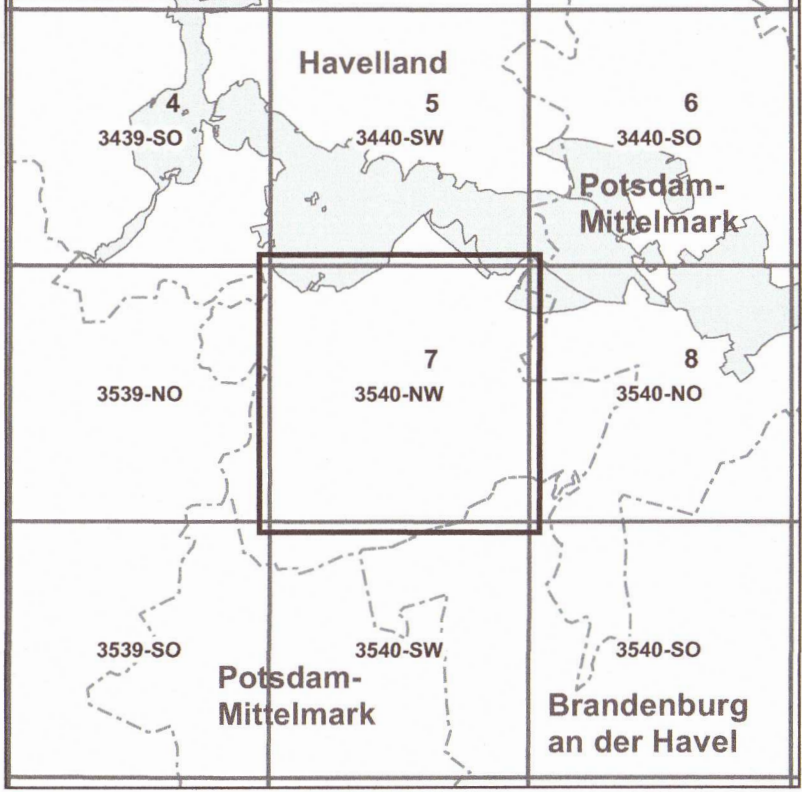 Havelland
4
5
6
3439-SO
3440-SW
3440-SO
Potsdam-
Mittelmark
7
8
3539-NO
3540-NW
3540-NO
3539-SO
3540-SW
3540-SO
Potsdam-
Mittelmark
Brandenburg
an der Havel